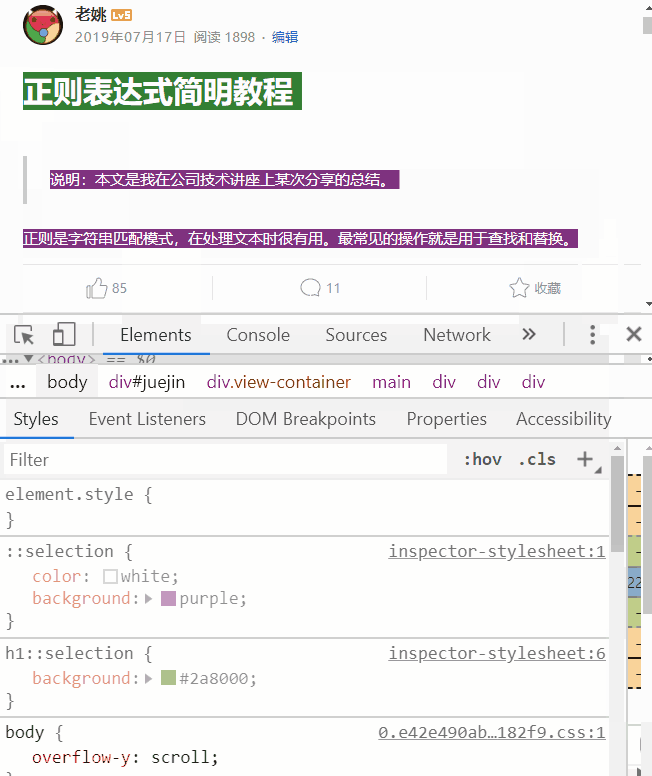 老姚 Lv5
2019年07月17日 阅读 1898 · 编辑
正则表达式简明教程
说明：本文是我在公司技术讲座上某次分享的总结。
正则是字符串匹配模式，在处理文本时很有用。最常见的操作就是用于查找和替换。
85 11 收藏
Elements Console Sources Network »
... ▼<body> == $0
... body div#juejin div.view-container main div div div
Styles Event Listeners DOM Breakpoints Properties Accessibility
Filter :hov .cls +
element.style {
}
::selection { inspector-stylesheet:1
color: white;
background: purple;
}
h1::selection { inspector-stylesheet:6
background: #2a8000;
}
body { 0.e42e490ab…182f9.css:1
overflow-y: scroll;